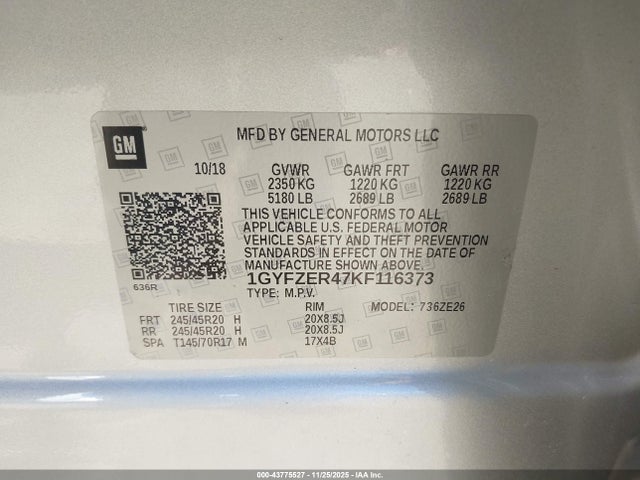 GM
MFD BY GENERAL MOTORS LLC
10/18 GVWR GAWR FRT GAWR RR
2350 KG 1220 KG 1220 KG
5180 LB 2689 LB 2689 LB
THIS VEHICLE CONFORMS TO ALL
APPLICABLE U.S. FEDERAL MOTOR
VEHICLE SAFETY AND THEFT PREVENTION
STANDARDS IN EFFECT ON THE DATE OF
MANUFACTURE SHOWN ABOVE.
1GYFZER47KF116373
636R
TYPE: M.P.V.
TIRE SIZE RIM MODEL: 736ZE26
FRT 245/45R20 H 20X8.5J
RR 245/45R20 H 20X8.5J
SPA T145/70R17 M 17X4B
000-43775527 - 11/25/2025 - IAA Inc.